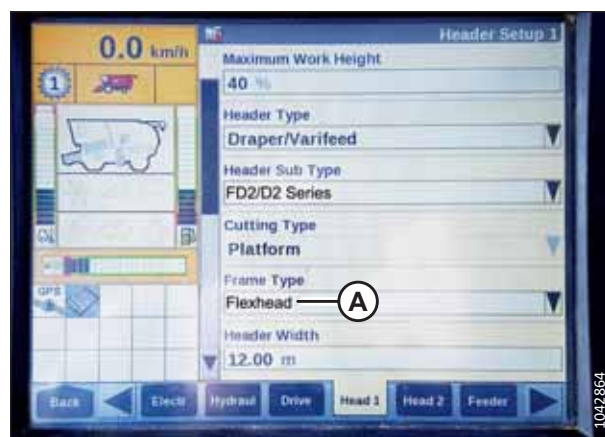 0.0 km/h
Header Setup 1
Maximum Work Height
40 %
1
Header Type
Draper/Varifeed
Header Sub Type
FD2/D2 Series
Cutting Type
Platform
Frame Type
Flexhead
A
GPS
Header Width
12.00 m
Back
Electr
Hydraul
Drive
Head 1
Head 2
Feeder
1042864